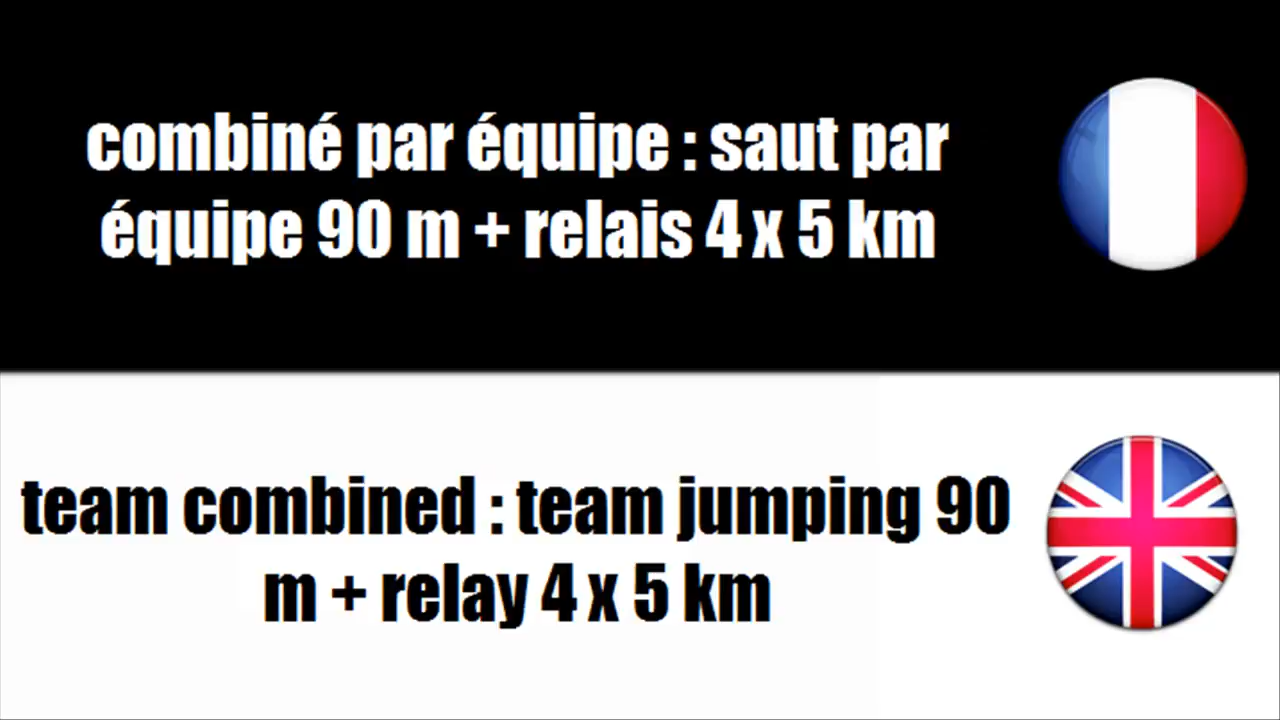 combiné par équipe : saut par
équipe 90 m + relais 4 x 5 km
team combined : team jumping 90
m + relay 4 x 5 km